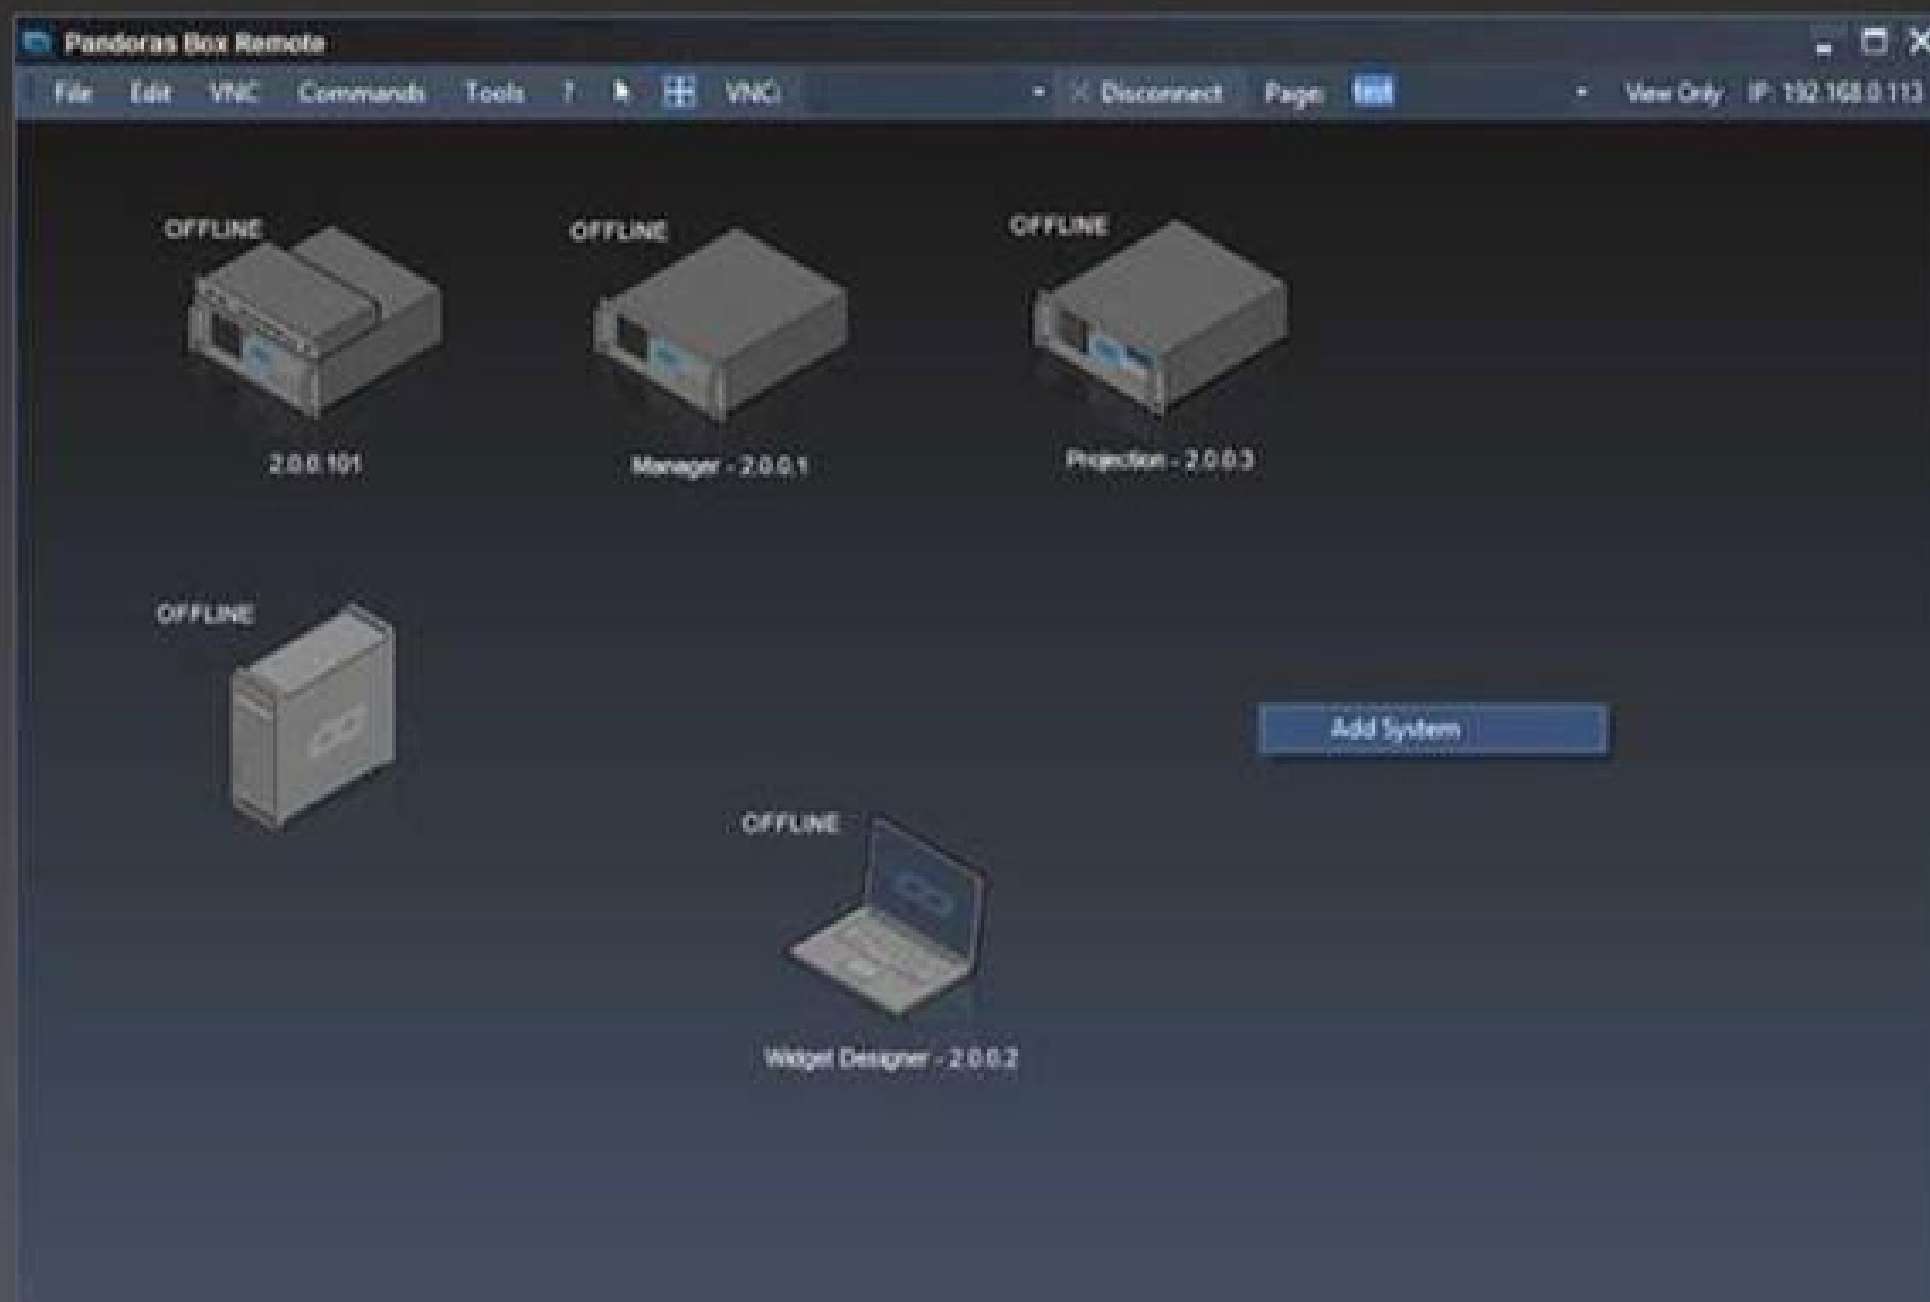 Pandoras Box Remote
File Edit VNC Commands Tools ? VNC: Disconnect Page: test View Only IP: 192.168.0.113
OFFLINE OFFLINE OFFLINE
2.0.0.101 Manager - 2.0.0.1 Projection - 2.0.0.3
OFFLINE
Add System
OFFLINE
Widget Designer - 2.0.0.2